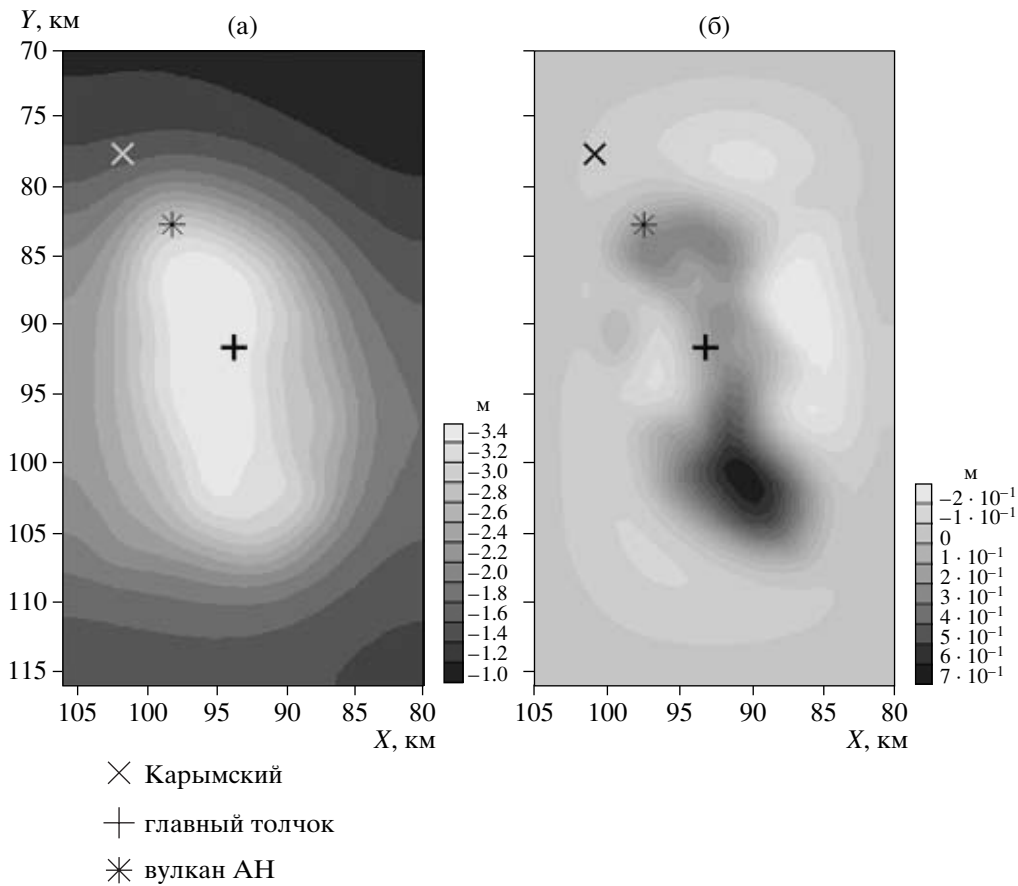 Y, км
(а)
(б)
70
75
80
85
90
95
100
105
110
115
105 100 95 90 85 80
X, км
м
−3.4
−3.2
−3.0
−2.8
−2.6
−2.4
−2.2
−2.0
−1.8
−1.6
−1.4
−1.2
−1.0
105 100 95 90 85 80
X, км
м
−2 · 10⁻¹
−1 · 10⁻¹
0
1 · 10⁻¹
2 · 10⁻¹
3 · 10⁻¹
4 · 10⁻¹
5 · 10⁻¹
6 · 10⁻¹
7 · 10⁻¹
Карымский
главный толчок
вулкан АН